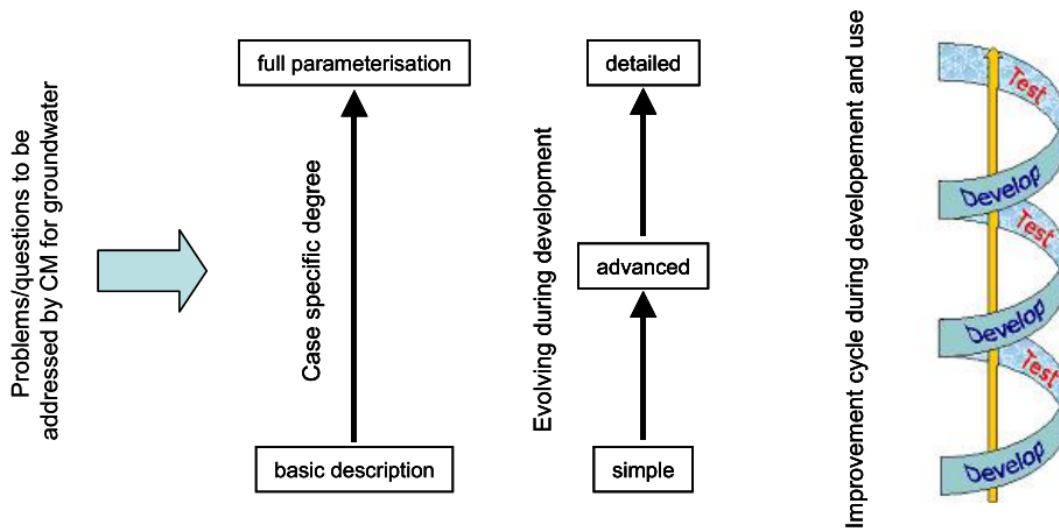 Problems/questions to be
addressed by CM for groundwater
full parameterisation
Case specific degree
basic description
Evolving during development
detailed
advanced
simple
Improvement cycle during developement and use
Test
Develop
Test
Develop
Test
Develop